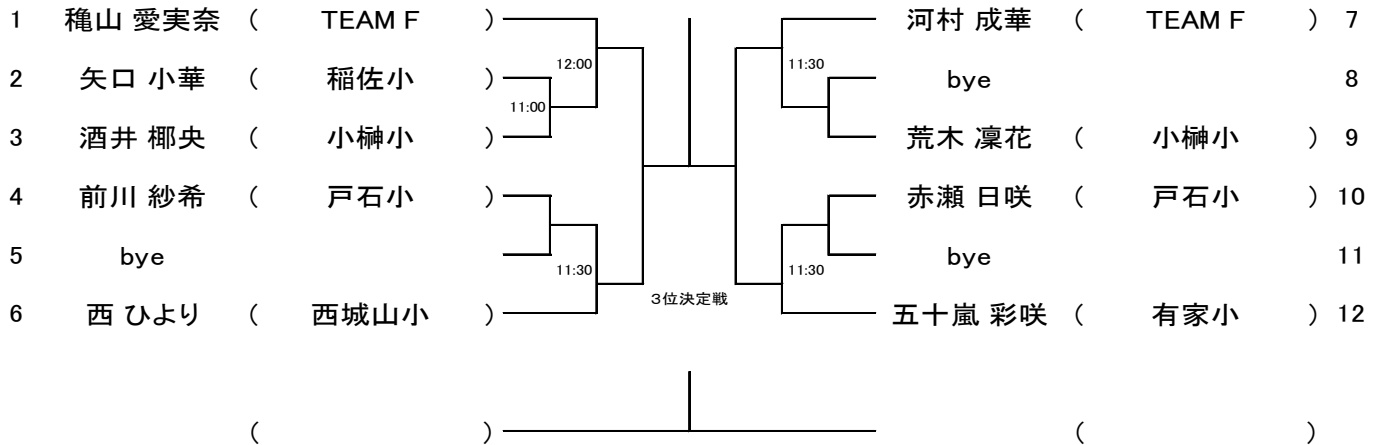 1 穐山 愛実奈 ( TEAM F ) 河村 成華 ( TEAM F ) 7
12:00 11:30
2 矢口 小華 ( 稲佐小 ) bye 8
11:00
3 酒井 椰央 ( 小榊小 ) 荒木 凜花 ( 小榊小 ) 9
4 前川 紗希 ( 戸石小 ) 赤瀬 日咲 ( 戸石小 ) 10
5 bye bye 11
11:30 11:30
3位決定戦
6 西 ひより ( 西城山小 ) 五十嵐 彩咲 ( 有家小 ) 12
( ) ( )